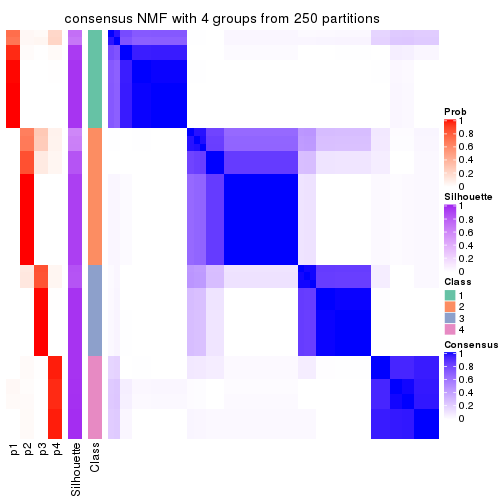 consensus NMF with 4 groups from 250 partitions
Prob
1
0.8
0.6
0.4
0.2
0
Silhouette
1
0.8
0.6
0.4
0.2
0
Class
1
2
3
4
Consensus
1
0.8
0.6
0.4
0.2
0
p1
p2
p3
p4
Silhouette
Class